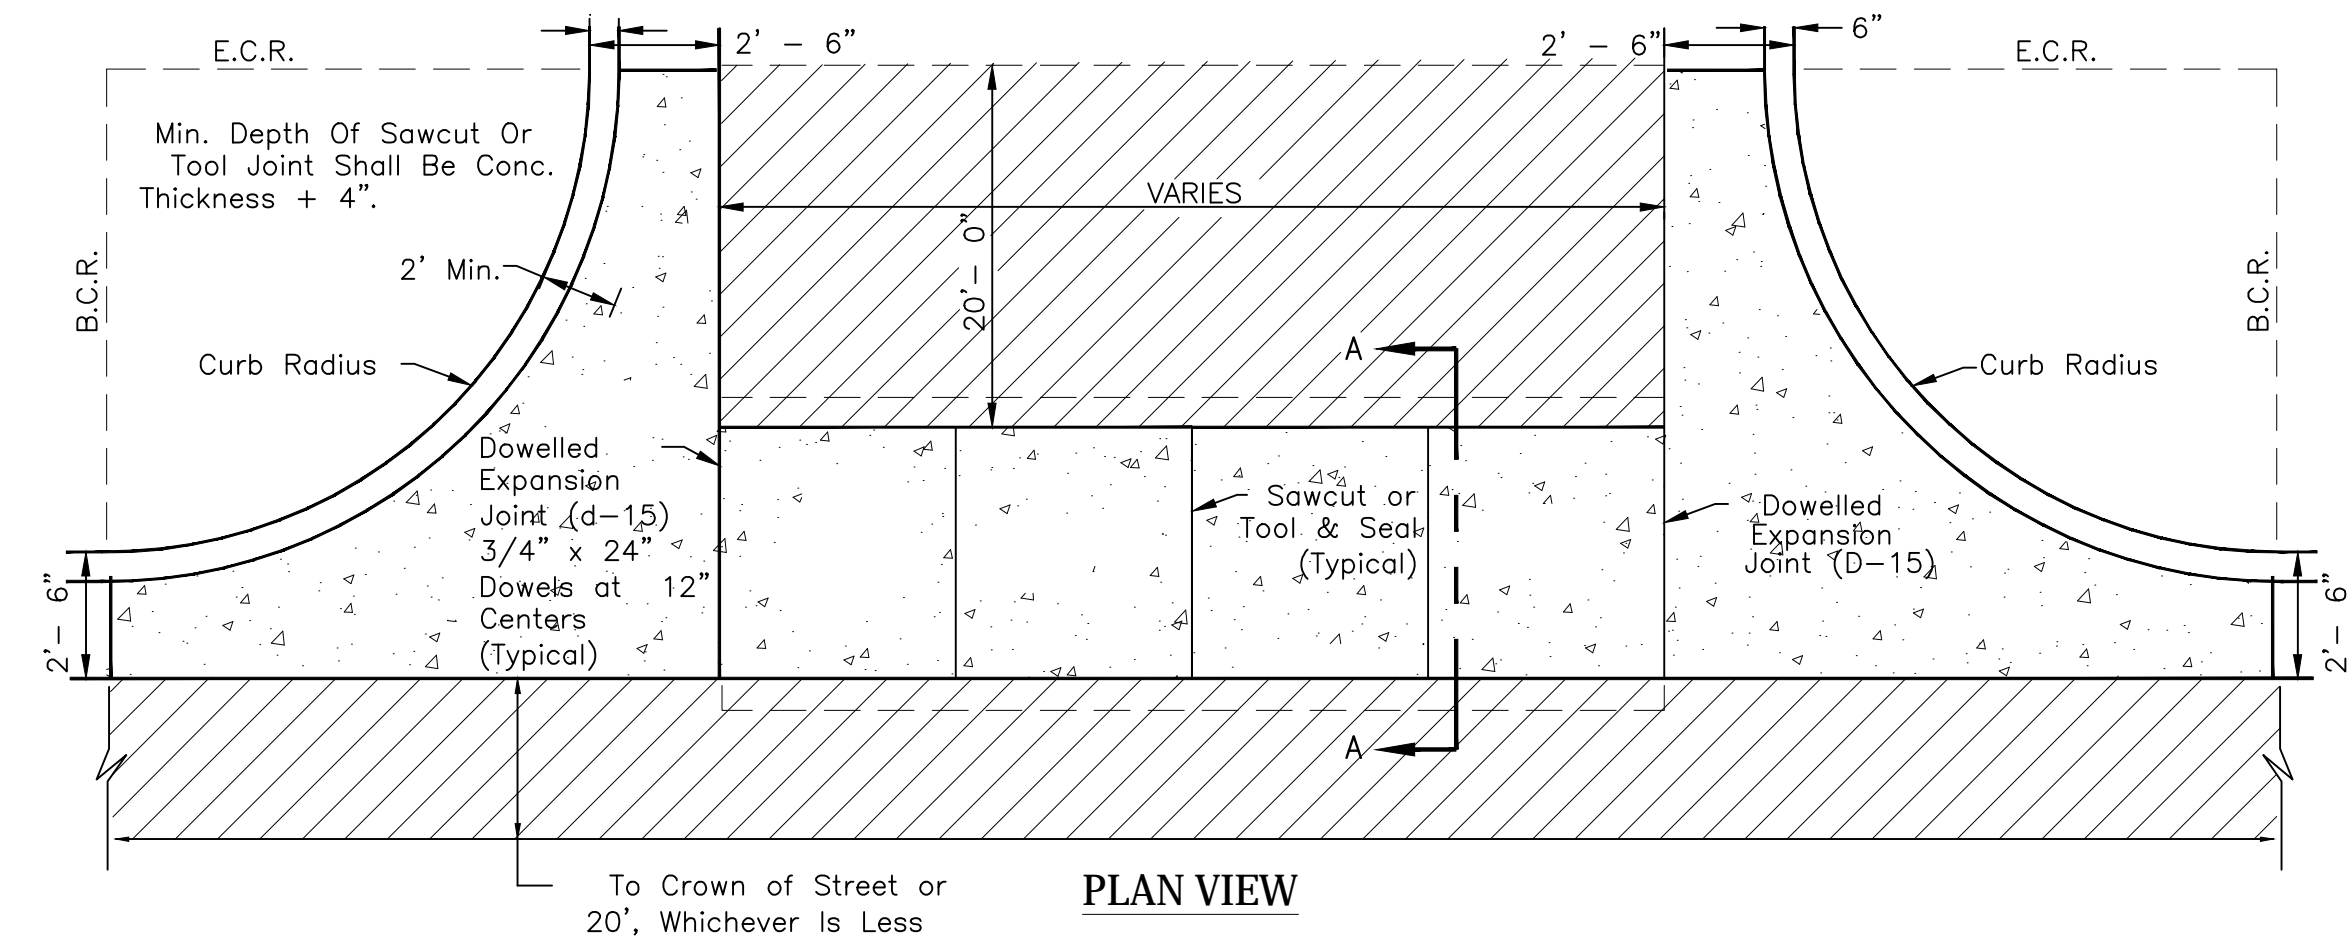 2' - 6"
2' - 6"
6"
E.C.R.
E.C.R.
Min. Depth Of Sawcut Or
Tool Joint Shall Be Conc.
Thickness + 4".
VARIES
20'- 0"
2' Min.
B.C.R.
B.C.R.
A
Curb Radius
Curb Radius
Dowelled
Expansion
Joint (d-15)
3/4" x 24"
Dowels at 12"
Centers
(Typical)
Sawcut or
Tool & Seal
(Typical)
Dowelled
Expansion
Joint (D-15)
2'- 6"
2'- 6"
A
To Crown of Street or
20', Whichever Is Less
PLAN VIEW